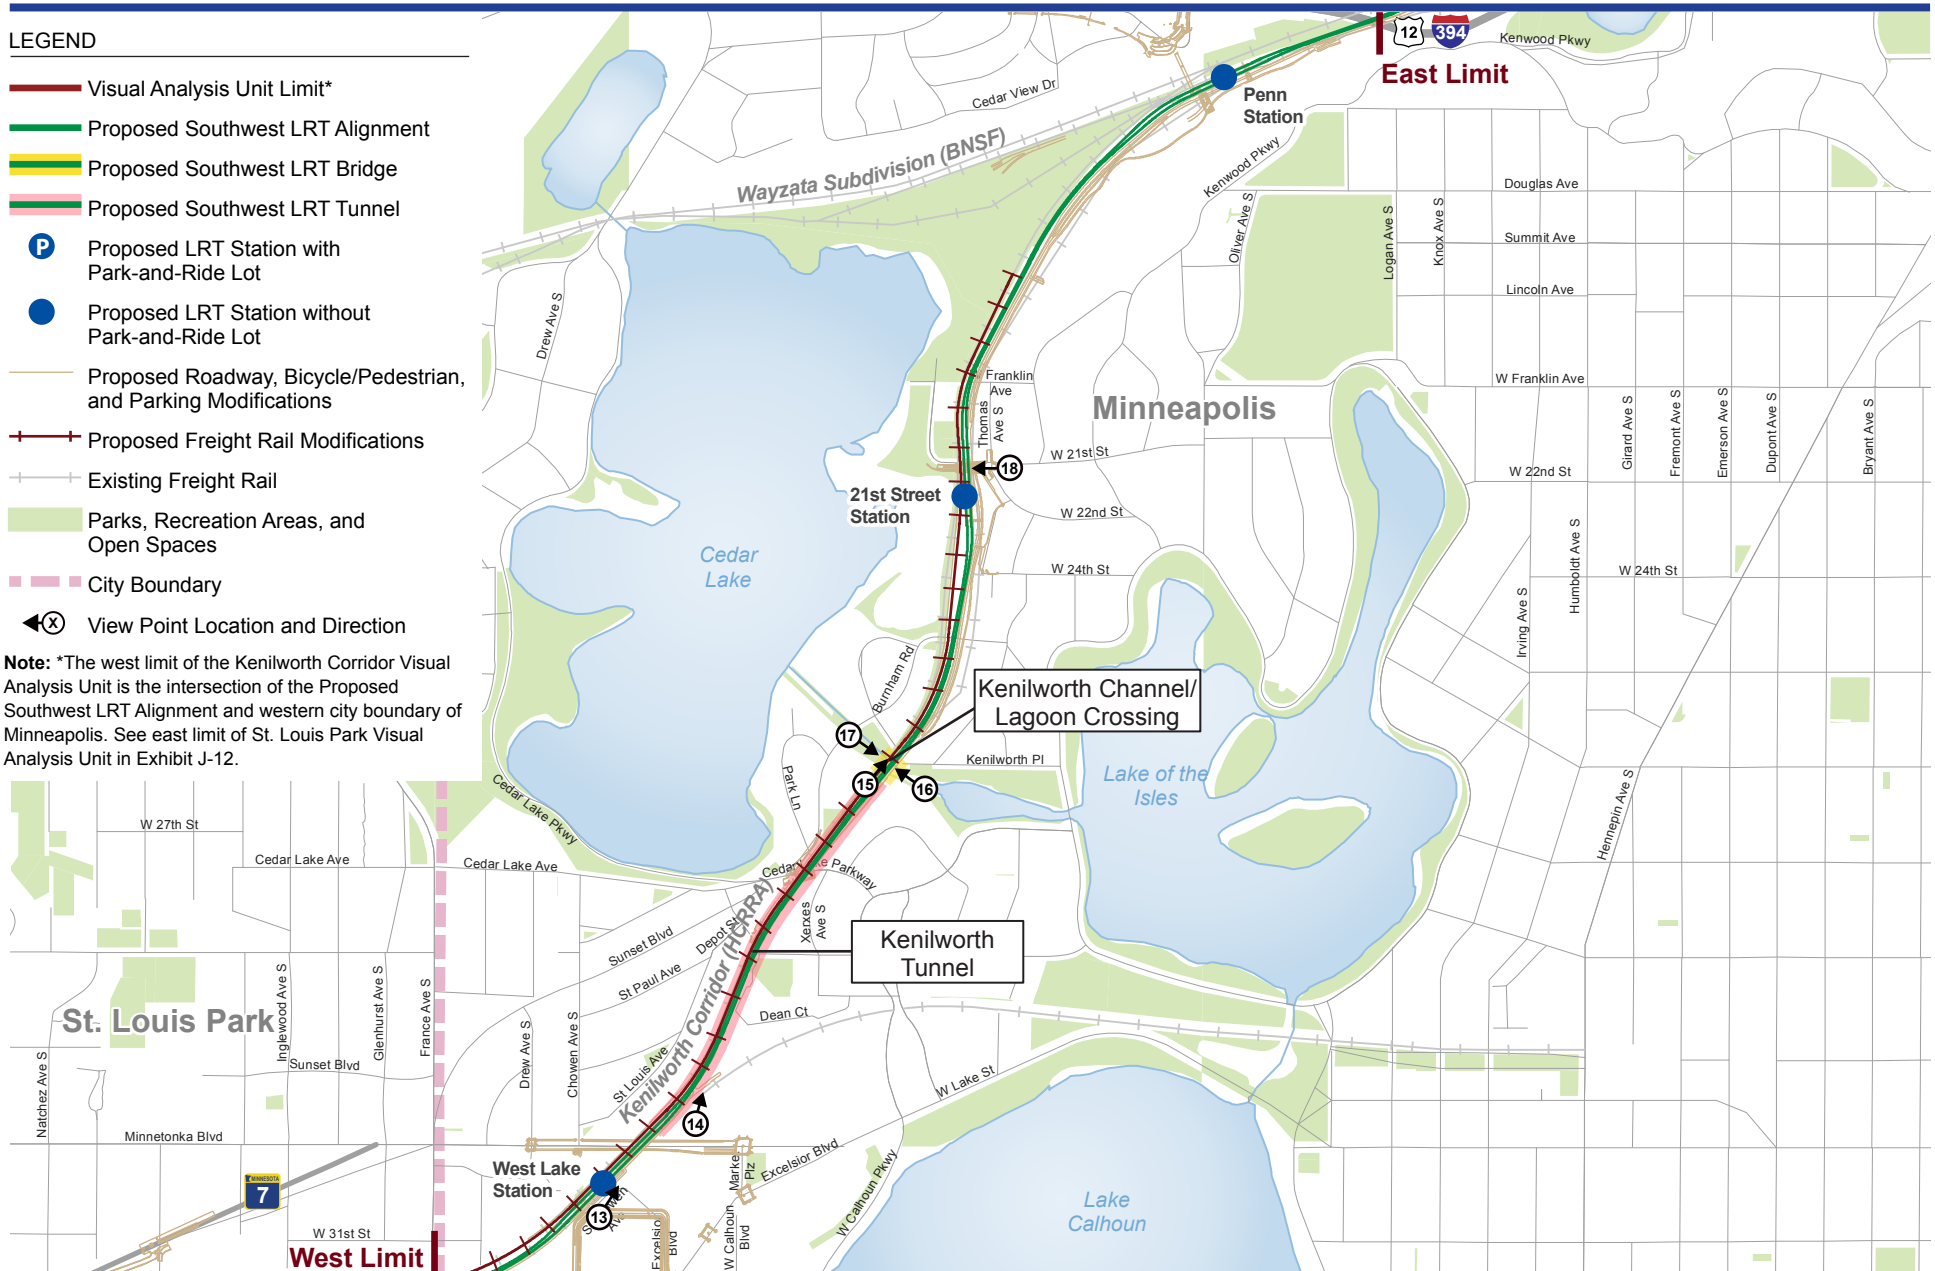 LEGEND
Visual Analysis Unit Limit*
Proposed Southwest LRT Alignment
Proposed Southwest LRT Bridge
Proposed Southwest LRT Tunnel
P
Proposed LRT Station with
Park-and-Ride Lot
Proposed LRT Station without
Park-and-Ride Lot
Proposed Roadway, Bicycle/Pedestrian,
and Parking Modifications
Proposed Freight Rail Modifications
Existing Freight Rail
Parks, Recreation Areas, and
Open Spaces
City Boundary
X
View Point Location and Direction
Note: *The west limit of the Kenilworth Corridor Visual
Analysis Unit is the intersection of the Proposed
Southwest LRT Alignment and western city boundary of
Minneapolis. See east limit of St. Louis Park Visual
Analysis Unit in Exhibit J-12.
12
394
Kenwood Pkwy
East Limit
Penn
Station
Cedar View Dr
Wayzata Subdivision (BNSF)
Kenwood Pkwy
Douglas Ave
Oliver Ave S
Logan Ave S
Knox Ave S
Summit Ave
Lincoln Ave
Drew Ave S
Franklin
Ave
W Franklin Ave
Thomas
Ave S
Minneapolis
Girard Ave S
Fremont Ave S
Emerson Ave S
Dupont Ave S
Bryant Ave S
W 21st St
18
W 22nd St
21st Street
Station
W 22nd St
Cedar
Lake
W 24th St
W 24th St
Humboldt Ave S
Irving Ave S
Burnham Rd
Kenilworth Channel/
Lagoon Crossing
17
15
16
Kenilworth Pl
Park Ln
Lake of the
Isles
Hennepin Ave S
Cedar Lake Pkwy
W 27th St
Cedar Lake Ave
Cedar Lake Ave
Parkway
Xerxes
Ave S
Kenilworth
Tunnel
Depot St
Sunset Blvd
St Paul Ave
Kenilworth Corridor (HCRRA)
Dean Ct
St. Louis Park
Inglewood Ave S
Glenhurst Ave S
France Ave S
Drew Ave S
Chowen Ave S
Sunset Blvd
Natchez Ave S
St Louis Ave
W Lake St
14
Minnetonka Blvd
Excelsior Blvd
West Lake
Station
13
W Calhoun Pkwy
Lake
Calhoun
MINNESOTA
7
W 31st St
West Limit
Plz
Blvd
W Calhoun
Blvd